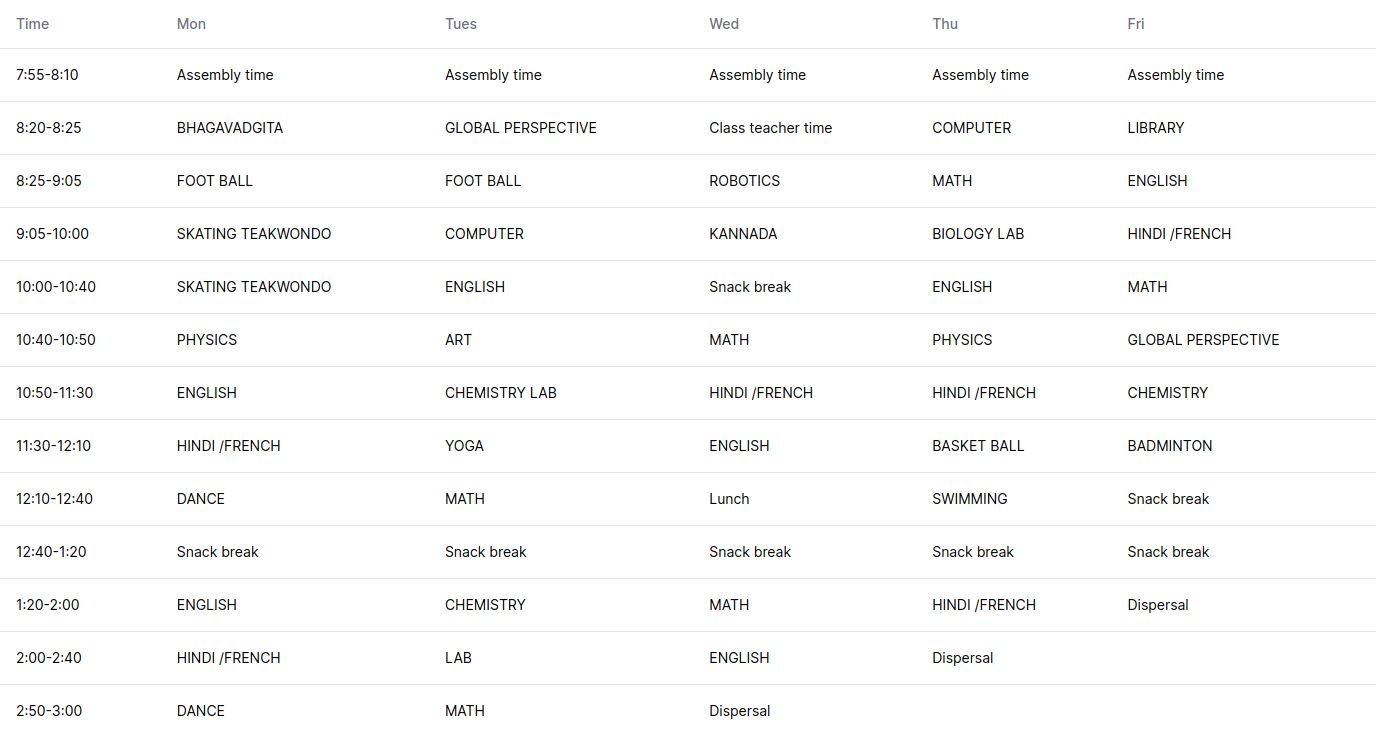 Time Mon Tues Wed Thu Fri
7:55-8:10 Assembly time Assembly time Assembly time Assembly time Assembly time
8:20-8:25 BHAGAVADGITA GLOBAL PERSPECTIVE Class teacher time COMPUTER LIBRARY
8:25-9:05 FOOT BALL FOOT BALL ROBOTICS MATH ENGLISH
9:05-10:00 SKATING TEAKWONDO COMPUTER KANNADA BIOLOGY LAB HINDI /FRENCH
10:00-10:40 SKATING TEAKWONDO ENGLISH Snack break ENGLISH MATH
10:40-10:50 PHYSICS ART MATH PHYSICS GLOBAL PERSPECTIVE
10:50-11:30 ENGLISH CHEMISTRY LAB HINDI /FRENCH HINDI /FRENCH CHEMISTRY
11:30-12:10 HINDI /FRENCH YOGA ENGLISH BASKET BALL BADMINTON
12:10-12:40 DANCE MATH Lunch SWIMMING Snack break
12:40-1:20 Snack break Snack break Snack break Snack break Snack break
1:20-2:00 ENGLISH CHEMISTRY MATH HINDI /FRENCH Dispersal
2:00-2:40 HINDI /FRENCH LAB ENGLISH Dispersal
2:50-3:00 DANCE MATH Dispersal